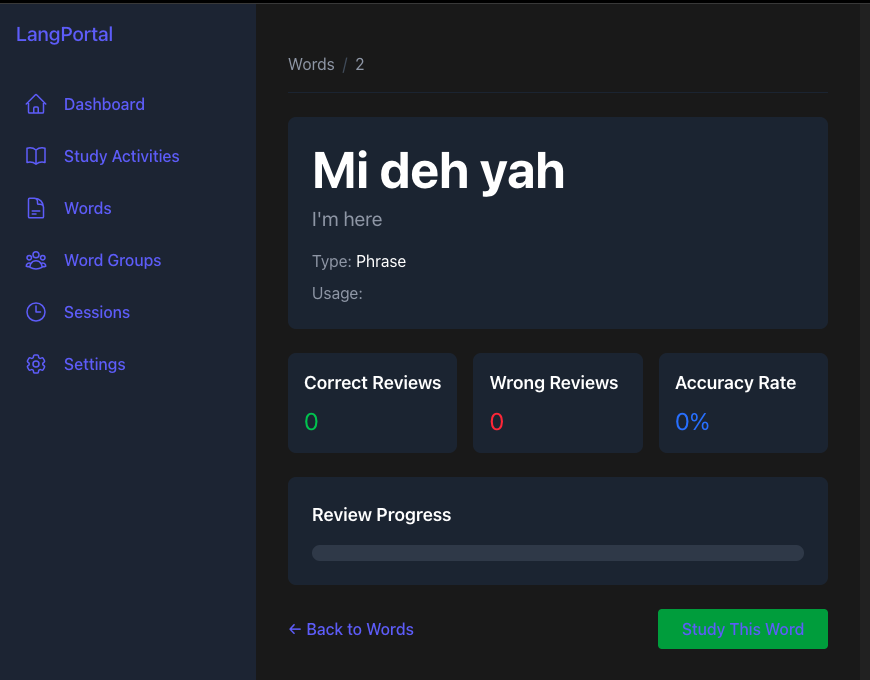 LangPortal
Dashboard
Study Activities
Words
Word Groups
Sessions
Settings
Words / 2
Mi deh yah
I'm here
Type: Phrase
Usage:
Correct Reviews
0
Wrong Reviews
0
Accuracy Rate
0%
Review Progress
← Back to Words
Study This Word